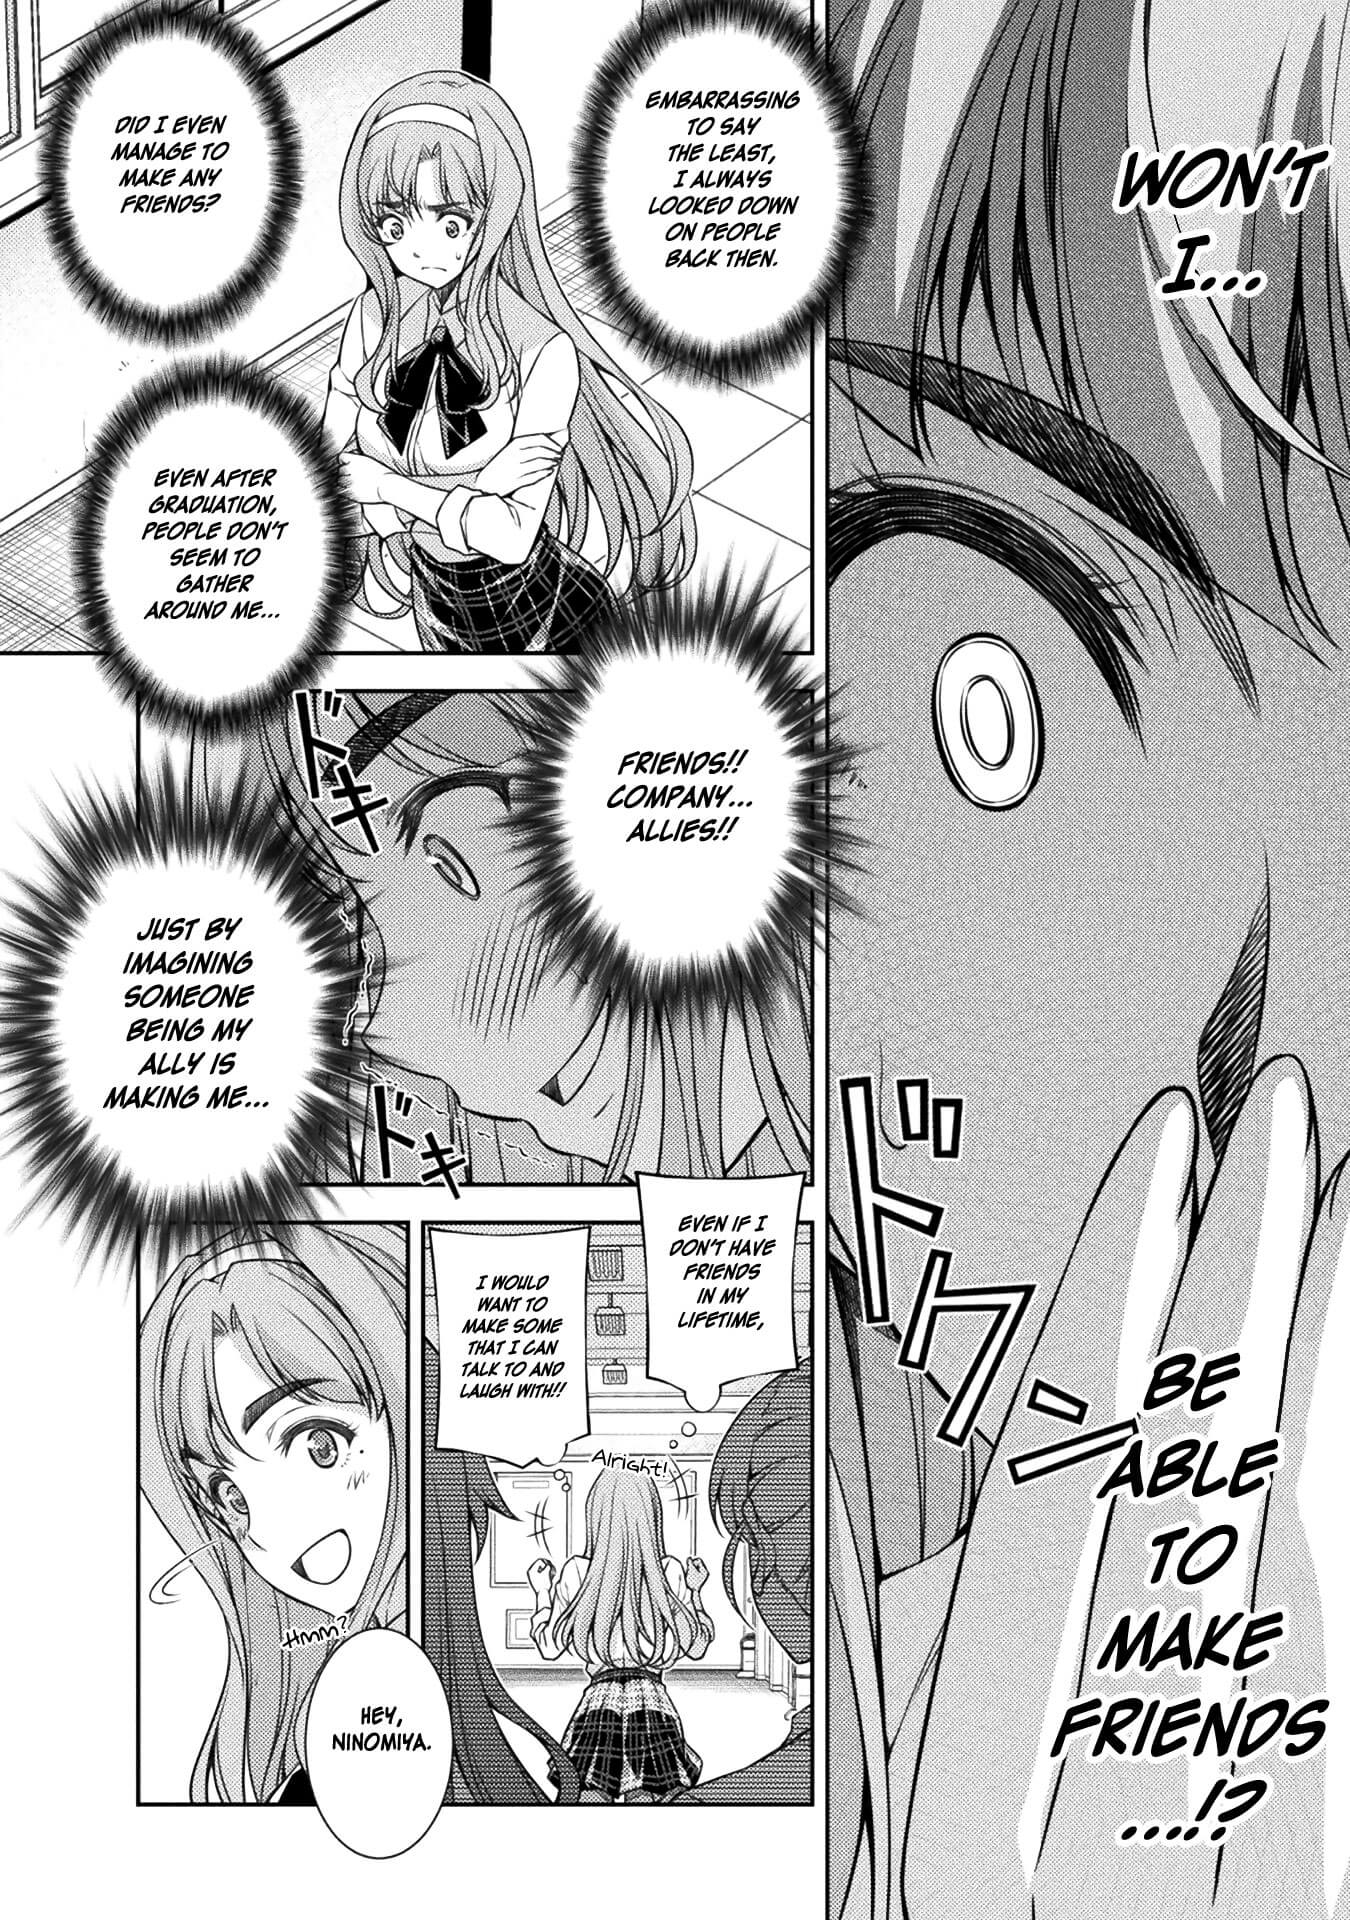 WON'T
I...
ドクン
BE
ABLE
TO
MAKE
FRIENDS
...!?
EMBARRASSING
TO SAY
THE LEAST,
I ALWAYS
LOOKED DOWN
ON PEOPLE
BACK THEN.
DID I EVEN
MANAGE TO
MAKE ANY
FRIENDS?
EVEN AFTER
GRADUATION,
PEOPLE DON'T
SEEM TO
GATHER
AROUND ME...
FRIENDS!!
COMPANY...
ALLIES!!
ドキ
JUST BY
IMAGINING
SOMEONE
BEING MY
ALLY IS
MAKING ME...
ドキ
EVEN IF I
DON'T HAVE
FRIENDS
IN MY
LIFETIME,
I WOULD
WANT TO
MAKE SOME
THAT I CAN
TALK TO AND
LAUGH WITH!!
Alright!
Hmm?
HEY,
NINOMIYA.